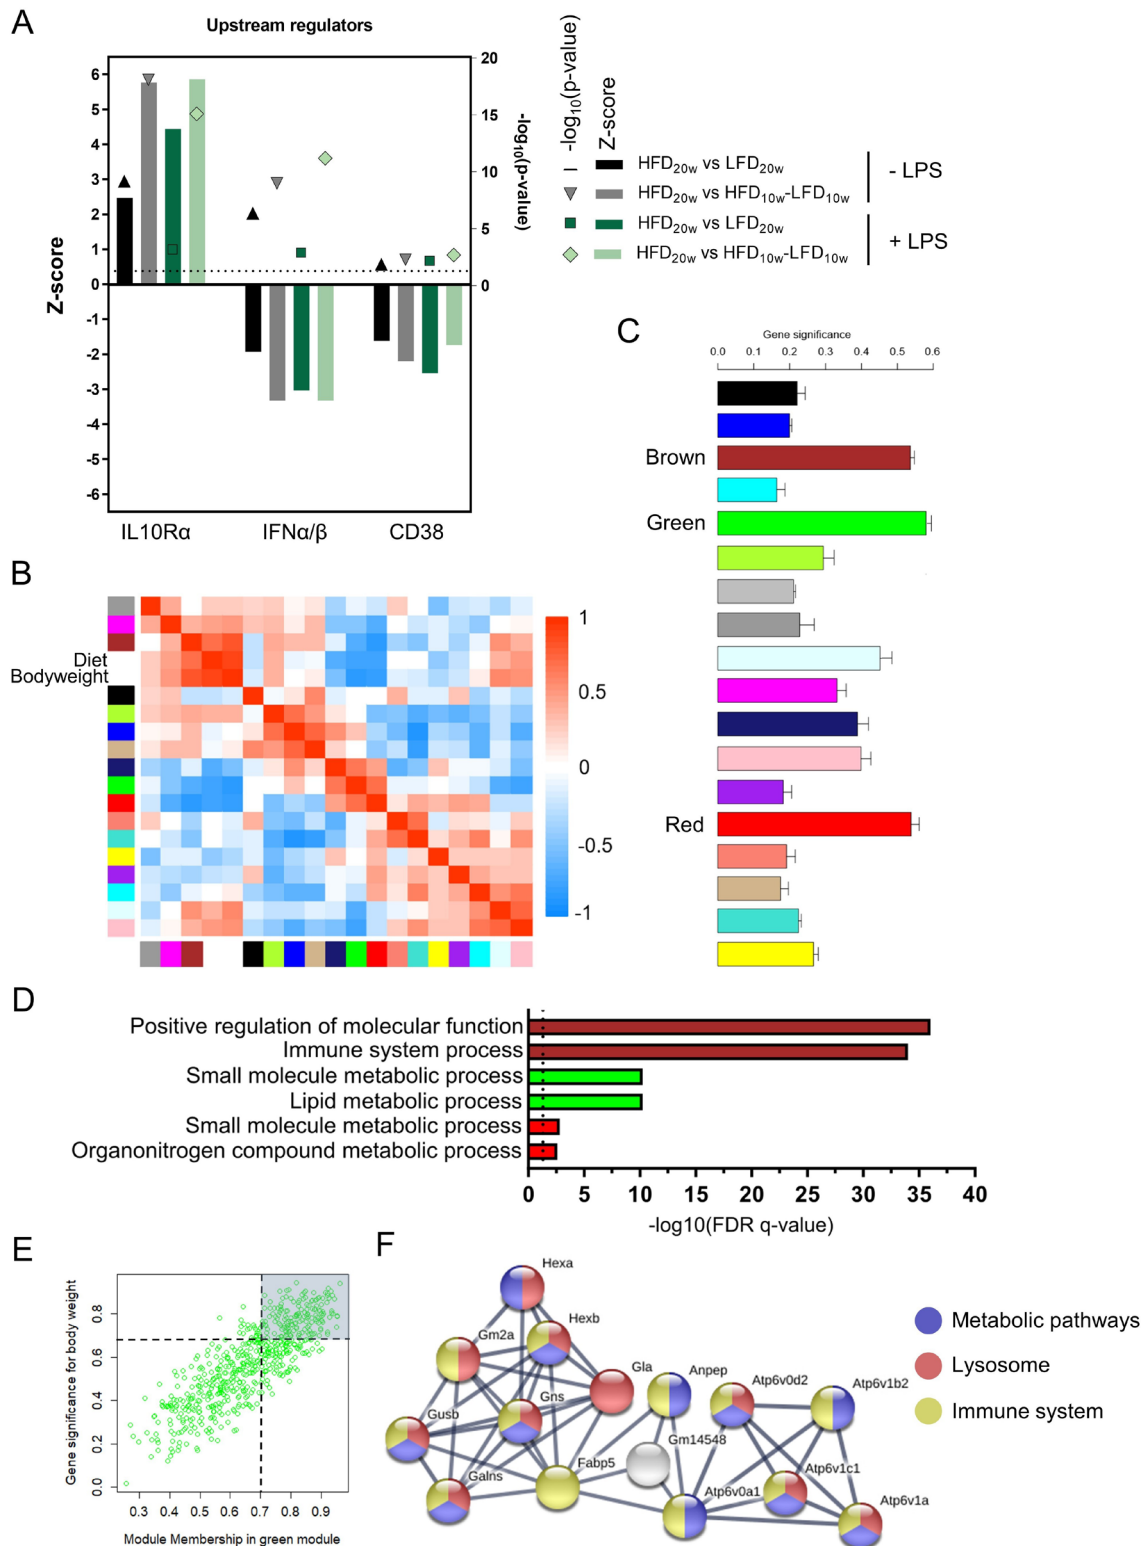 A
Upstream regulators
Z-score
6
5
4
3
2
1
0
-1
-2
-3
-4
-5
-6
20
15
10
5
0
-log10(p-value)
IL10Rα
IFNα/β
CD38
-log10(p-value)
Z-score
HFD20w vs LFD20w
HFD20w vs HFD10w-LFD10w
- LPS
HFD20w vs LFD20w
HFD20w vs HFD10w-LFD10w
+ LPS
B
Diet
Bodyweight
1
0.5
0
-0.5
-1
C
Gene significance
0.0 0.1 0.2 0.3 0.4 0.5 0.6
Brown
Green
Red
D
Positive regulation of molecular function
Immune system process
Small molecule metabolic process
Lipid metabolic process
Small molecule metabolic process
Organonitrogen compound metabolic process
0 5 10 15 20 25 30 35 40
-log10(FDR q-value)
E
Gene significance for body weight
0.8
0.6
0.4
0.2
0.0
0.3 0.4 0.5 0.6 0.7 0.8 0.9
Module Membership in green module
F
Hexa
Hexb
Gm2a
Gla
Anpep
Atp6v0d2
Atp6v1b2
Gns
Gusb
Gm14548
Fabp5
Galns
Atp6v1c1
Atp6v0a1
Atp6v1a
Metabolic pathways
Lysosome
Immune system